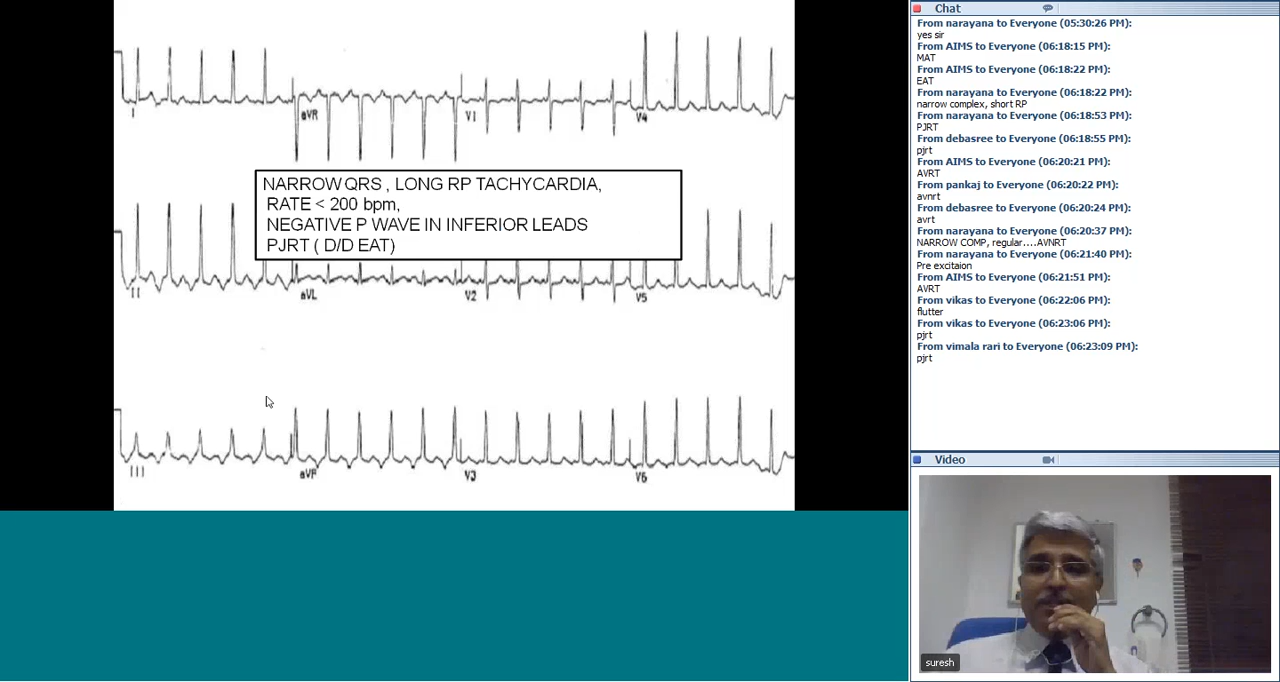 I
aVR
V1
V4
NARROW QRS , LONG RP TACHYCARDIA,
RATE < 200 bpm,
NEGATIVE P WAVE IN INFERIOR LEADS
PJRT ( D/D EAT)
II
aVL
V2
V5
III
aVF
V3
V6
Chat
From narayana to Everyone (05:30:26 PM):
yes sir
From AIMS to Everyone (06:18:15 PM):
MAT
From AIMS to Everyone (06:18:22 PM):
EAT
From narayana to Everyone (06:18:22 PM):
narrow complex, short RP
From narayana to Everyone (06:18:53 PM):
PJRT
From debasree to Everyone (06:18:55 PM):
pjrt
From AIMS to Everyone (06:20:21 PM):
AVRT
From pankaj to Everyone (06:20:22 PM):
avnrt
From debasree to Everyone (06:20:24 PM):
avrt
From narayana to Everyone (06:20:37 PM):
NARROW COMP, regular....AVNRT
From narayana to Everyone (06:21:40 PM):
Pre excitaion
From AIMS to Everyone (06:21:51 PM):
AVRT
From vikas to Everyone (06:22:06 PM):
flutter
From vikas to Everyone (06:23:06 PM):
pjrt
From vimala rari to Everyone (06:23:09 PM):
pjrt
Video
suresh